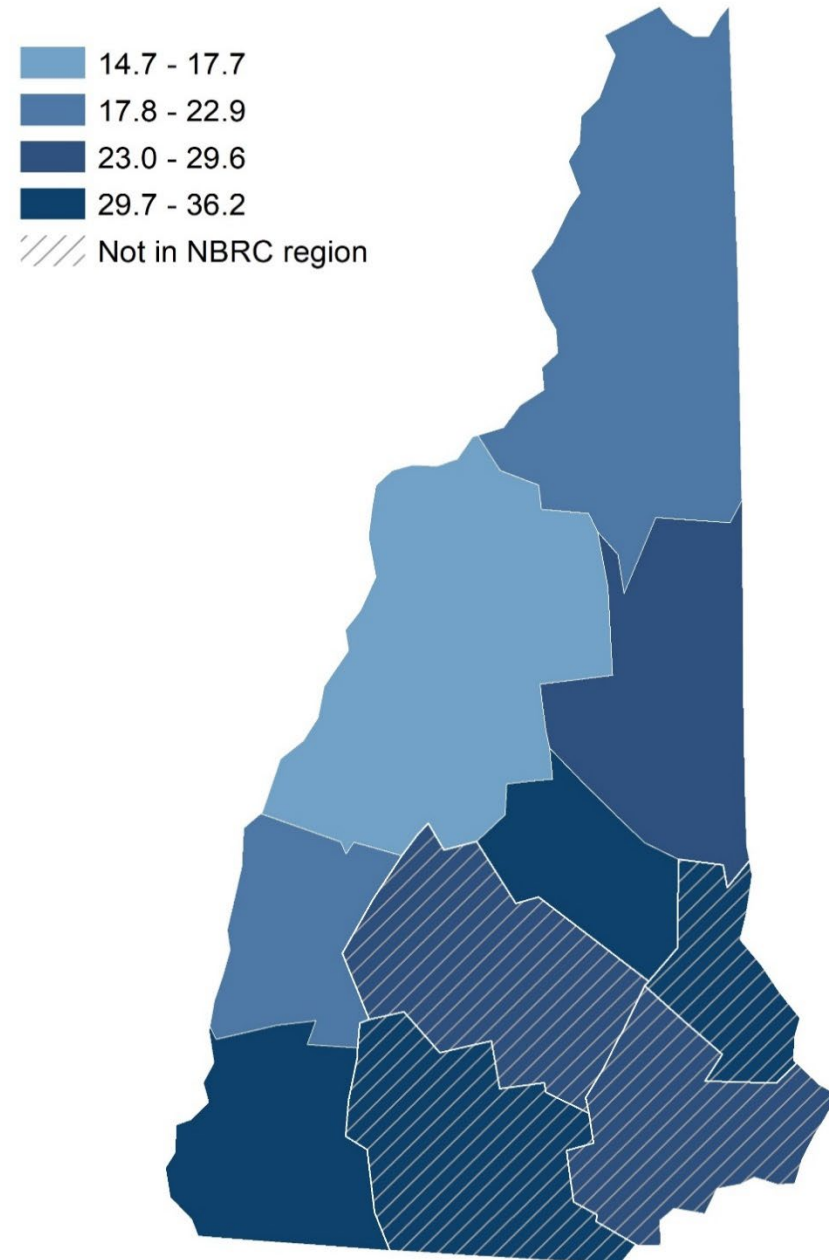 14.7 - 17.7
17.8 - 22.9
23.0 - 29.6
29.7 - 36.2
Not in NBRC region